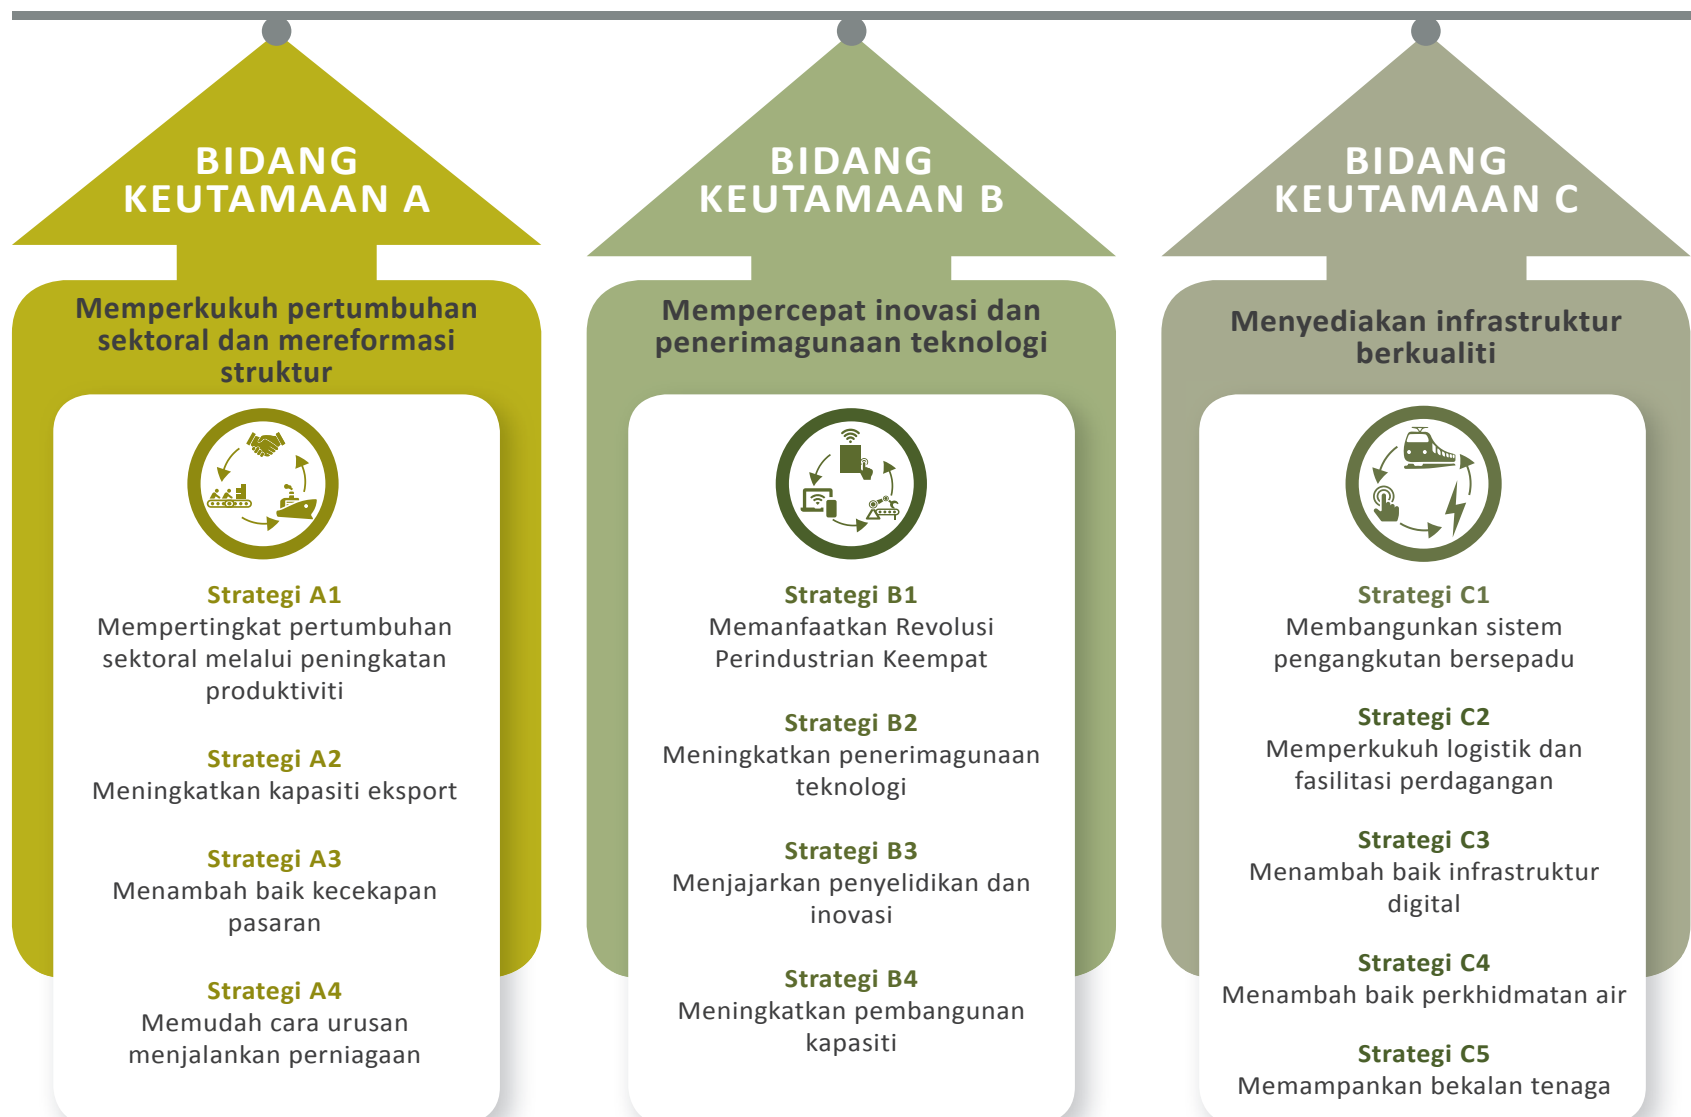 BIDANG
KEUTAMAAN A
Memperkukuh pertumbuhan
sektoral dan mereformasi
struktur
Strategi A1
Mempertingkat pertumbuhan
sektoral melalui peningkatan
produktiviti
Strategi A2
Meningkatkan kapasiti eksport
Strategi A3
Menambah baik kecekapan
pasaran
Strategi A4
Memudah cara urusan
menjalankan perniagaan
BIDANG
KEUTAMAAN B
Mempercepat inovasi dan
penerimagunaan teknologi
Strategi B1
Memanfaatkan Revolusi
Perindustrian Keempat
Strategi B2
Meningkatkan penerimagunaan
teknologi
Strategi B3
Menjajarkan penyelidikan dan
inovasi
Strategi B4
Meningkatkan pembangunan
kapasiti
BIDANG
KEUTAMAAN C
Menyediakan infrastruktur
berkualiti
Strategi C1
Membangunkan sistem
pengangkutan bersepadu
Strategi C2
Memperkukuh logistik dan
fasilitasi perdagangan
Strategi C3
Menambah baik infrastruktur
digital
Strategi C4
Menambah baik perkhidmatan air
Strategi C5
Memampankan bekalan tenaga